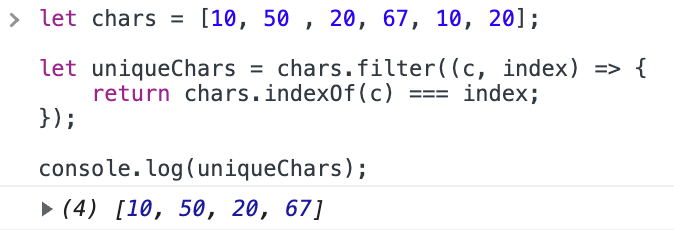 let chars = [10, 50 , 20, 67, 10, 20];
let uniqueChars = chars.filter((c, index) => {
    return chars.indexOf(c) === index;
});
console.log(uniqueChars);
(4) [10, 50, 20, 67]